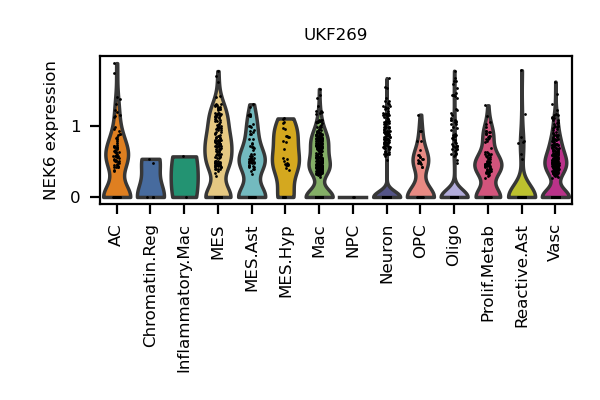 UKF269
NEK6 expression
1
0
AC
Chromatin.Reg
Inflammatory.Mac
MES
MES.Ast
MES.Hyp
Mac
NPC
Neuron
OPC
Oligo
Prolif.Metab
Reactive.Ast
Vasc